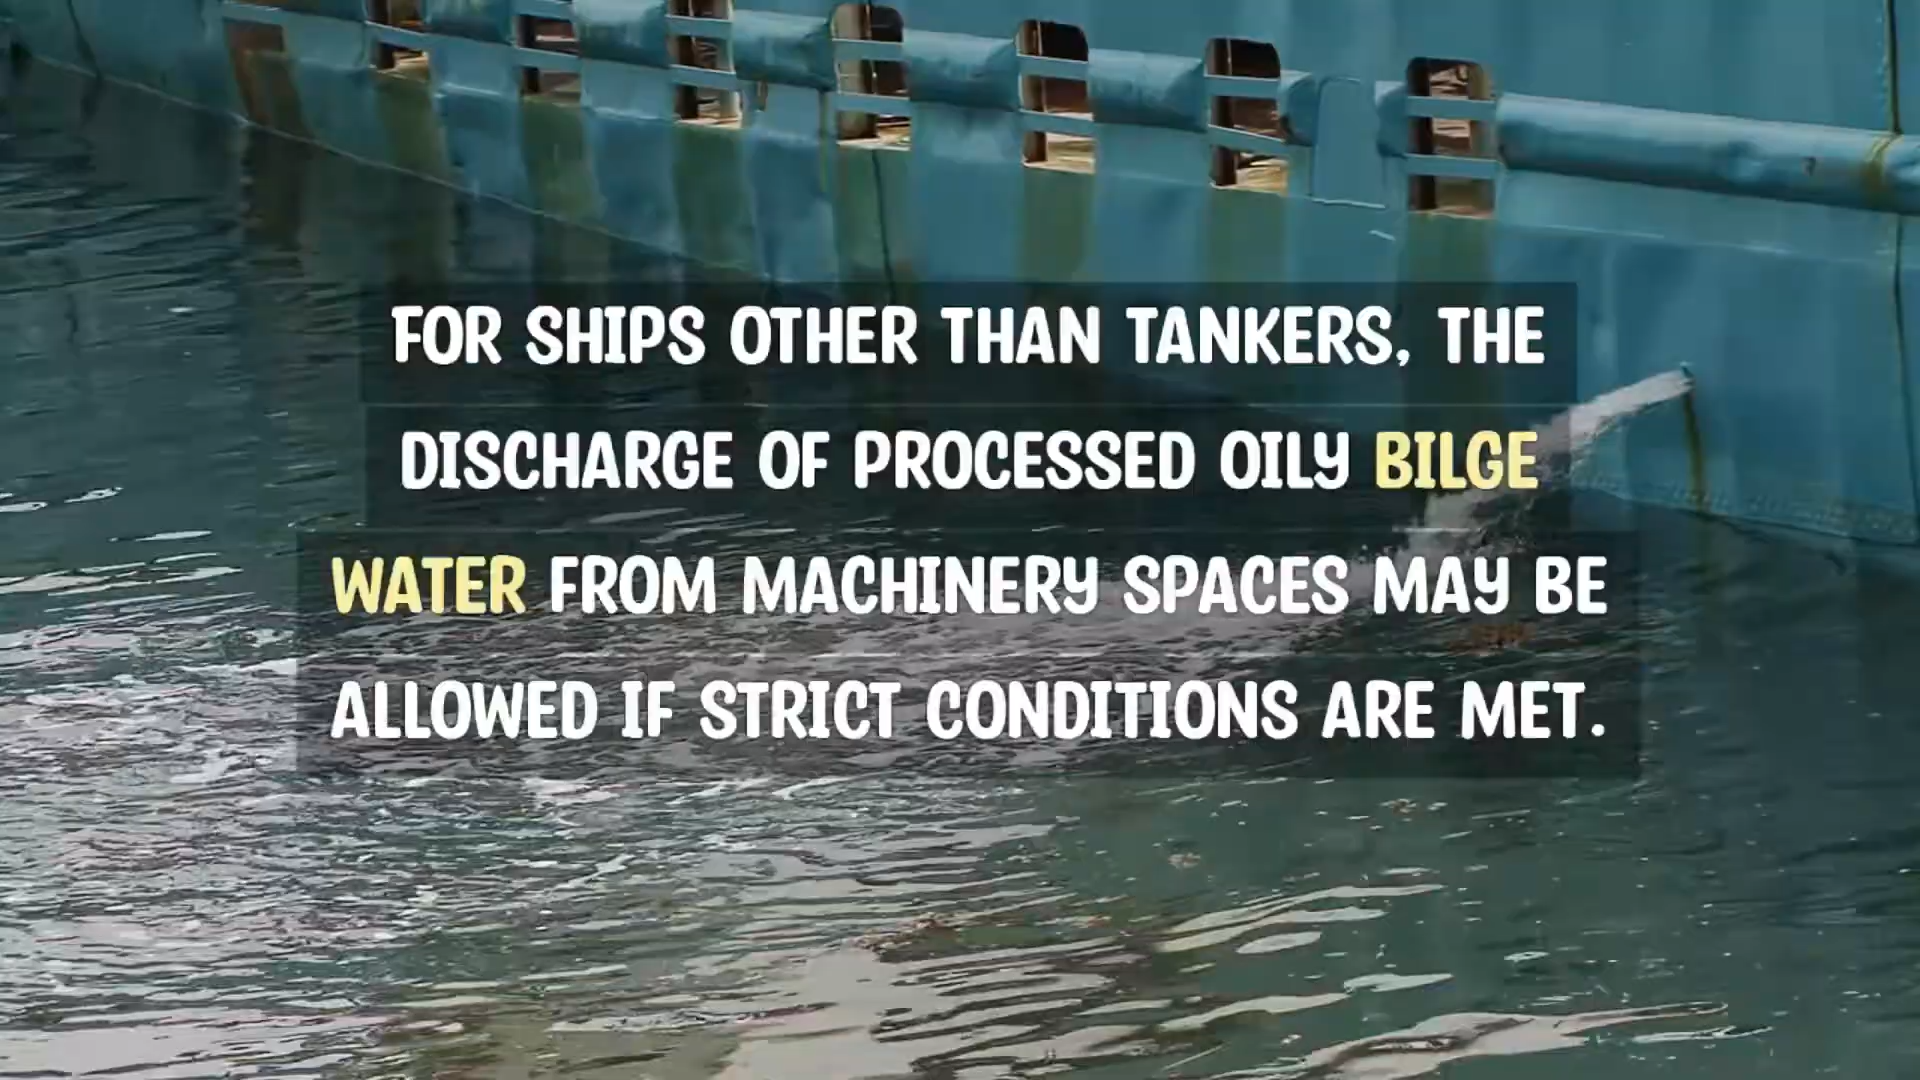 FOR SHIPS OTHER THAN TANKERS, THE
DISCHARGE OF PROCESSED OILY BILGE
WATER FROM MACHINERY SPACES MAY BE
ALLOWED IF STRICT CONDITIONS ARE MET.